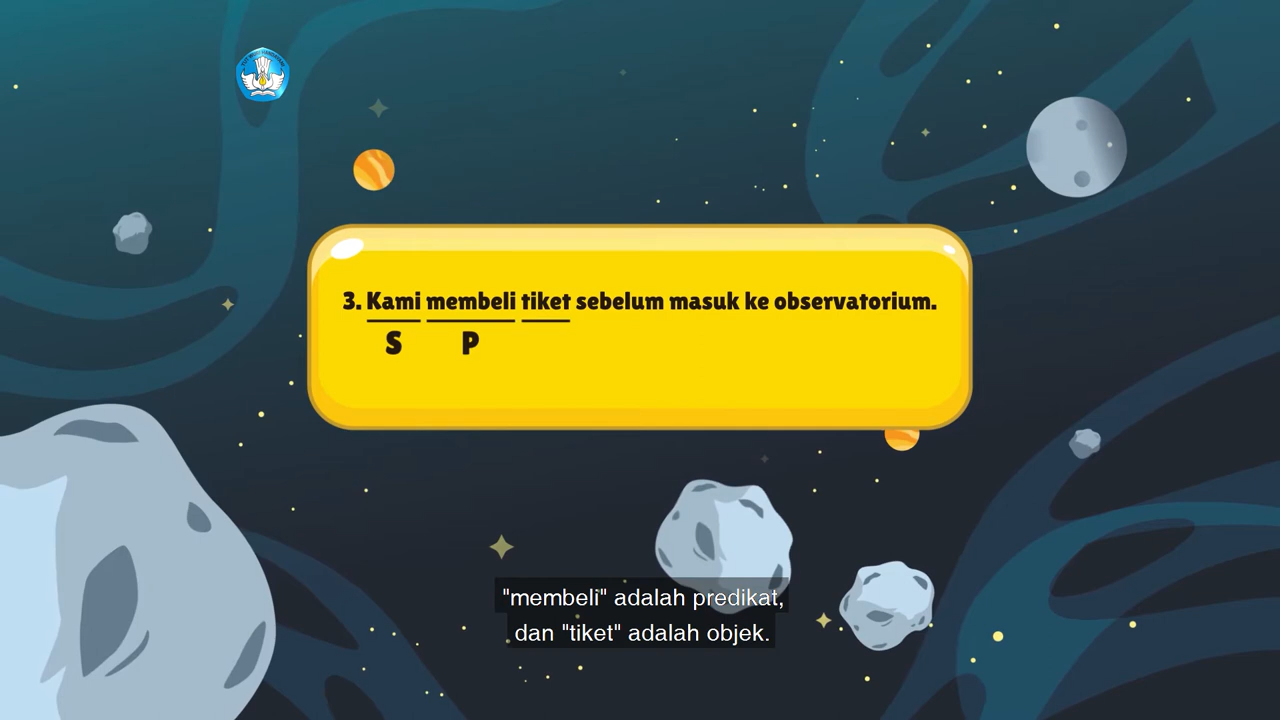 3. Kami membeli tiket sebelum masuk ke observatorium.
S P
"membeli" adalah predikat,
dan "tiket" adalah objek.